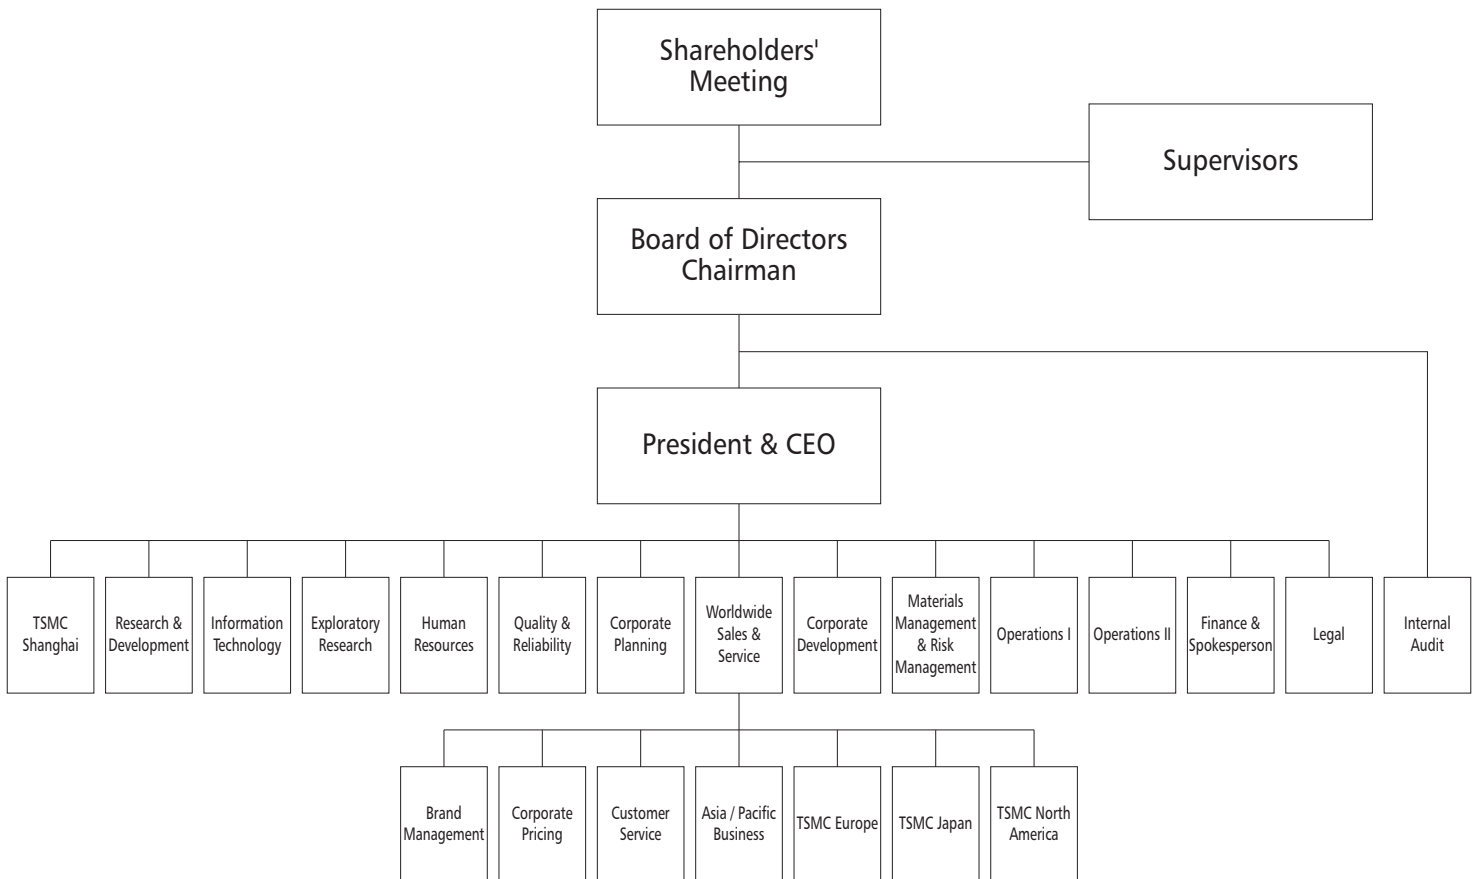 Shareholders'
Meeting
Supervisors
Board of Directors
Chairman
President & CEO
TSMC
Shanghai
Research &
Development
Information
Technology
Exploratory
Research
Human
Resources
Quality &
Reliability
Corporate
Planning
Worldwide
Sales &
Service
Corporate
Development
Materials
Management
& Risk
Management
Operations I
Operations II
Finance &
Spokesperson
Legal
Internal
Audit
Brand
Management
Corporate
Pricing
Customer
Service
Asia / Pacific
Business
TSMC Europe
TSMC Japan
TSMC North
America